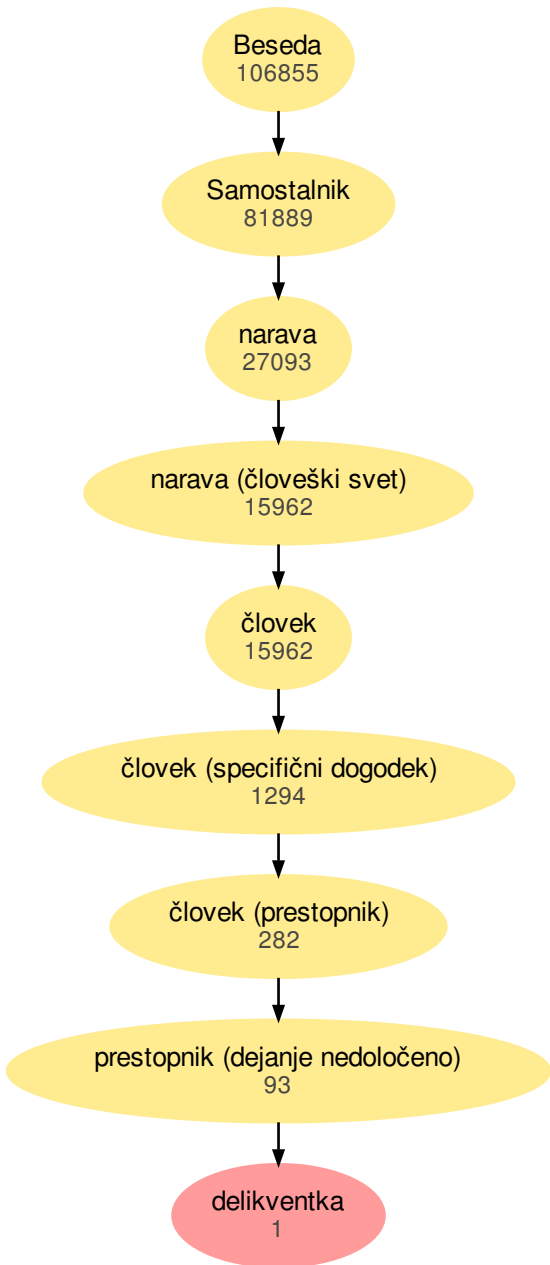 Beseda
106855
Samostalnik
81889
narava
27093
narava (človeški svet)
15962
človek
15962
človek (specifični dogodek)
1294
človek (prestopnik)
282
prestopnik (dejanje nedoločeno)
93
delikventka
1